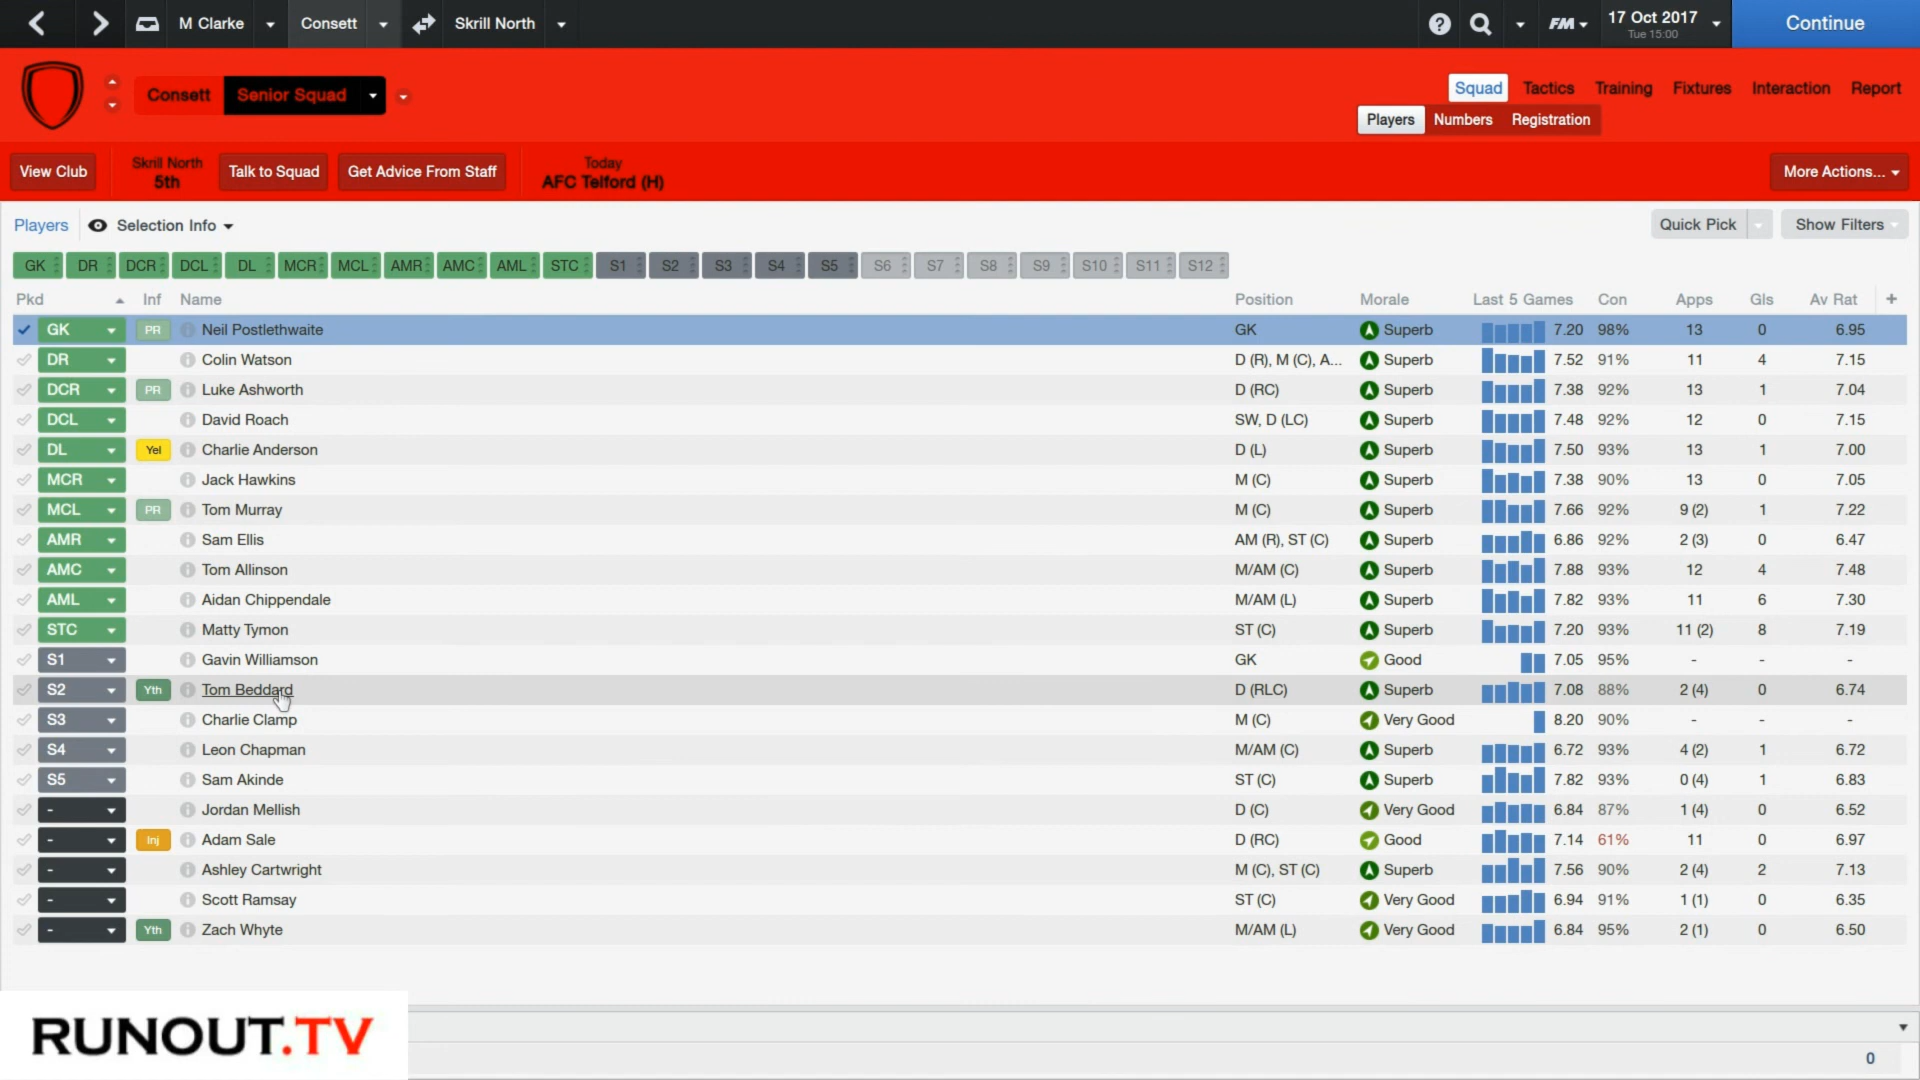 M Clarke Consett Skrill North FM 17 Oct 2017 Continue
Tue 15:00
Consett Senior Squad Squad Tactics Training Fixtures Interaction Report
Players Numbers Registration
View Club Skrill North Talk to Squad Get Advice From Staff Today More Actions...
5th AFC Telford (H)
Players Selection Info Quick Pick Show Filters
GK DR DCR DCL DL MCR MCL AMR AMC AML STC S1 S2 S3 S4 S5 S6 S7 S8 S9 S10 S11 S12
Pkd Inf Name Position Morale Last 5 Games Con Apps Gls Av Rat +
GK PR Neil Postlethwaite GK Superb 7.20 98% 13 0 6.95
DR Colin Watson D (R), M (C), A... Superb 7.52 91% 11 4 7.15
DCR PR Luke Ashworth D (RC) Superb 7.38 92% 13 1 7.04
DCL David Roach SW, D (LC) Superb 7.48 92% 12 0 7.15
DL Yel Charlie Anderson D (L) Superb 7.50 93% 13 1 7.00
MCR Jack Hawkins M (C) Superb 7.38 90% 13 0 7.05
MCL PR Tom Murray M (C) Superb 7.66 92% 9 (2) 1 7.22
AMR Sam Ellis AM (R), ST (C) Superb 6.86 92% 2 (3) 0 6.47
AMC Tom Allinson M/AM (C) Superb 7.88 93% 12 4 7.48
AML Aidan Chippendale M/AM (L) Superb 7.82 93% 11 6 7.30
STC Matty Tymon ST (C) Superb 7.20 93% 11 (2) 8 7.19
S1 Gavin Williamson GK Good 7.05 95% - - -
S2 Yth Tom Beddard D (RLC) Superb 7.08 88% 2 (4) 0 6.74
S3 Charlie Clamp M (C) Very Good 8.20 90% - - -
S4 Leon Chapman M/AM (C) Superb 6.72 93% 4 (2) 1 6.72
S5 Sam Akinde ST (C) Superb 7.82 93% 0 (4) 1 6.83
- Jordan Mellish D (C) Very Good 6.84 87% 1 (4) 0 6.52
- Inj Adam Sale D (RC) Good 7.14 61% 11 0 6.97
- Ashley Cartwright M (C), ST (C) Superb 7.56 90% 2 (4) 2 7.13
- Scott Ramsay ST (C) Very Good 6.94 91% 1 (1) 0 6.35
- Yth Zach Whyte M/AM (L) Very Good 6.84 95% 2 (1) 0 6.50
RUNOUT.TV
0